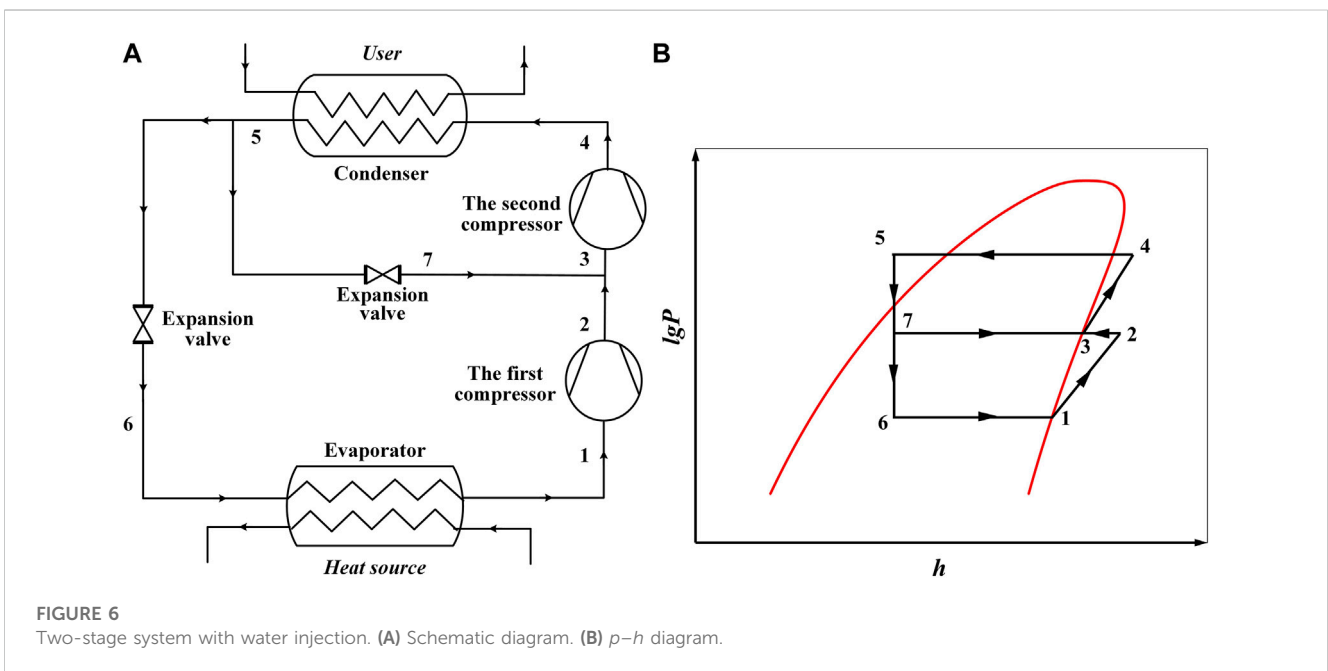 A
User
5
4
Condenser
The second
compressor
7
3
Expansion
valve
Expansion
valve
2
The first
compressor
6
Evaporator
1
Heat source
B
lgP
5
4
7
3
2
6
1
h
FIGURE 6
Two-stage system with water injection. (A) Schematic diagram. (B) p–h diagram.